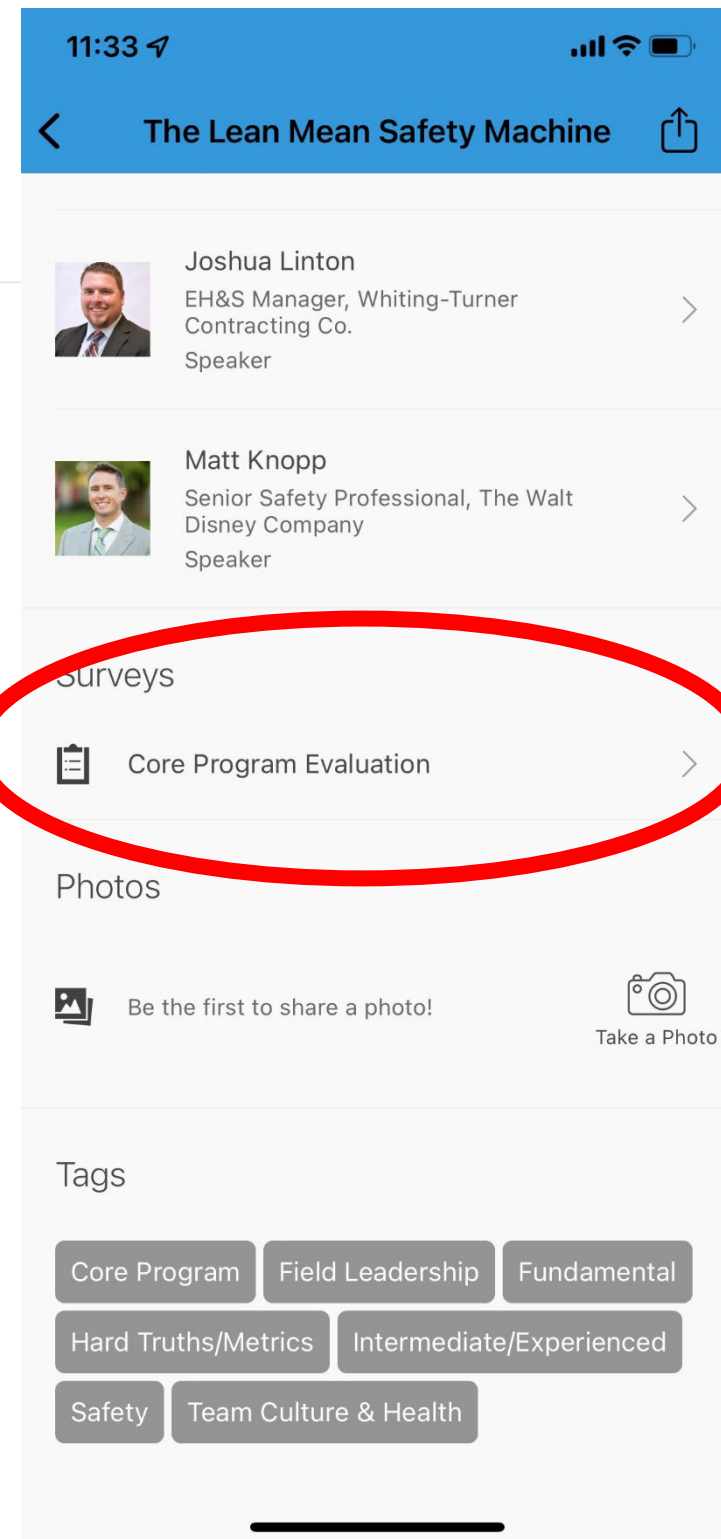 11:33
The Lean Mean Safety Machine
Joshua Linton
EH&S Manager, Whiting-Turner
Contracting Co.
Speaker
Matt Knopp
Senior Safety Professional, The Walt
Disney Company
Speaker
Surveys
Core Program Evaluation
Photos
Be the first to share a photo!
Take a Photo
Tags
Core Program Field Leadership Fundamental
Hard Truths/Metrics Intermediate/Experienced
Safety Team Culture & Health